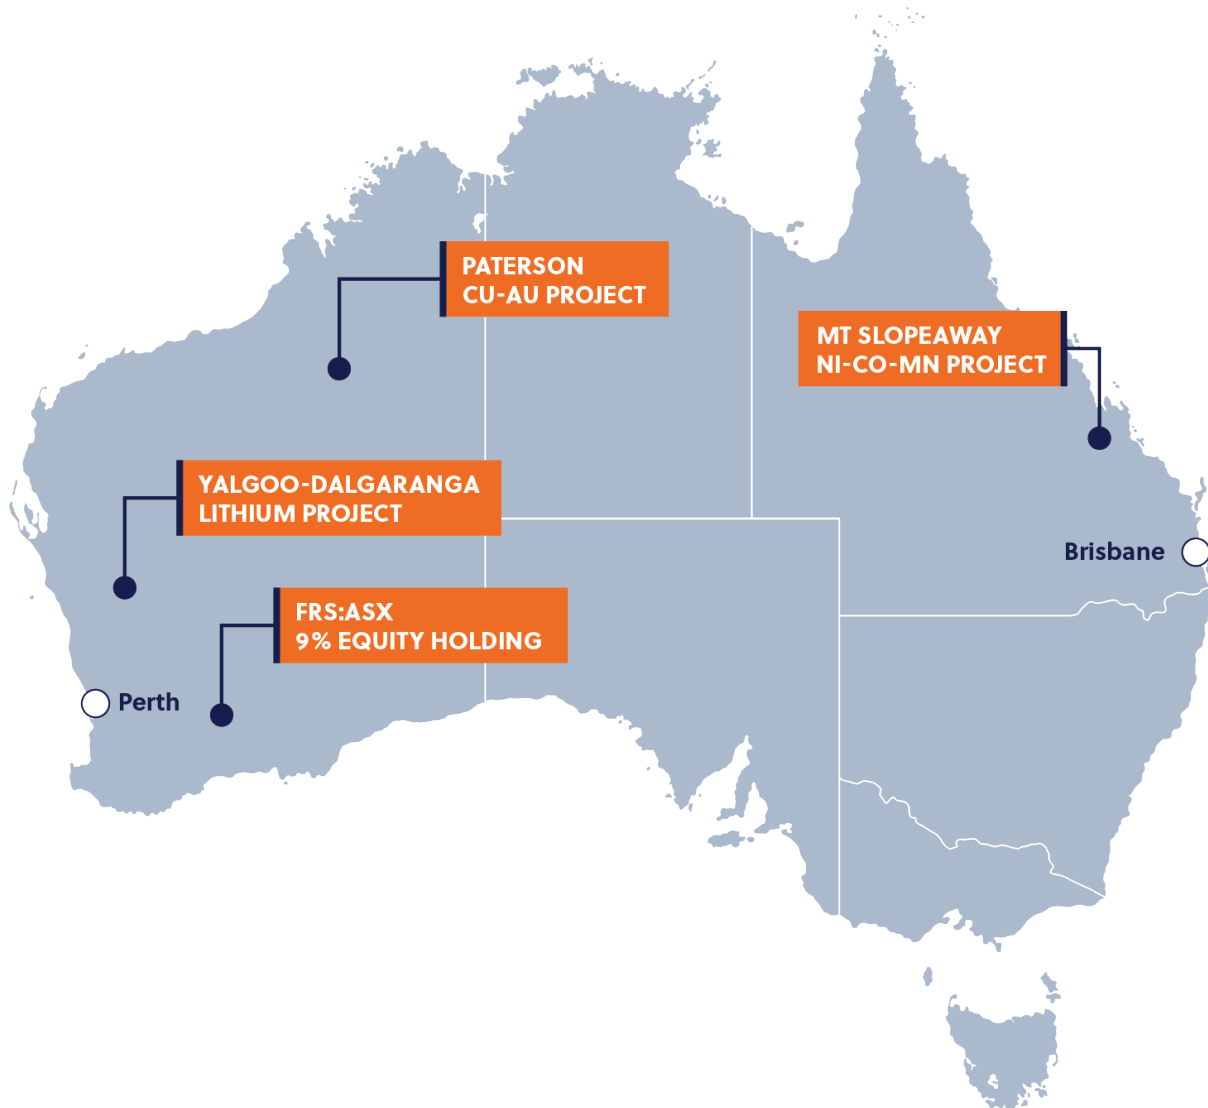 PATERSON
CU-AU PROJECT
MT SLOPEAWAY
NI-CO-MN PROJECT
YALGOO-DALGARANGA
LITHIUM PROJECT
Brisbane
FRS:ASX
9% EQUITY HOLDING
Perth